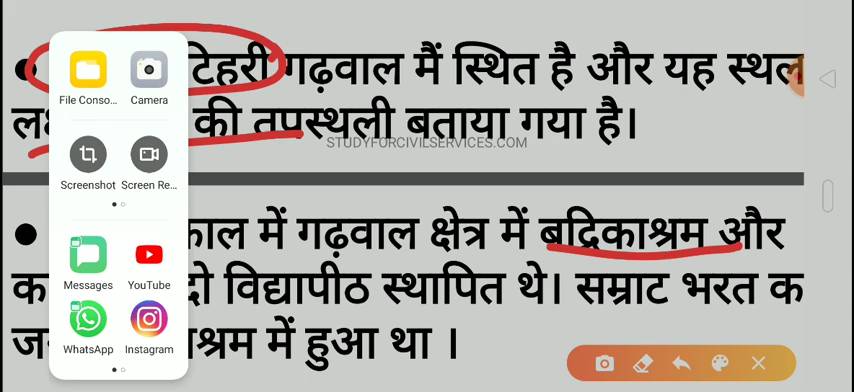 टिहरी गढ़वाल मैं स्थित है और यह स्थल
की तपस्थली बताया गया है।
STUDYFORCIVILSERVICES.COM
में गढ़वाल क्षेत्र में बद्रिकाश्रम और
दो विद्यापीठ स्थापित थे। सम्राट भरत
में हुआ था ।
File Conso... Camera
Screenshot Screen Re...
Messages YouTube
WhatsApp Instagram